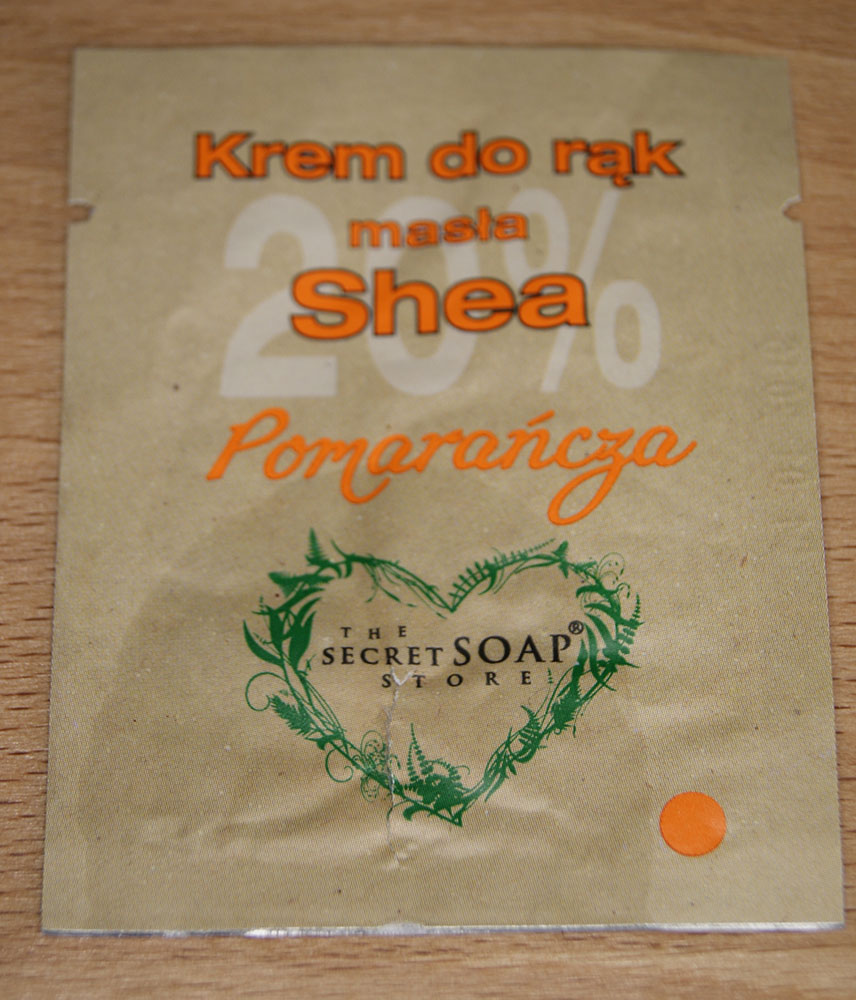 Krem do rąk
20%
masła
Shea
Pomarańcza
THE
SECRET SOAP®
STORE